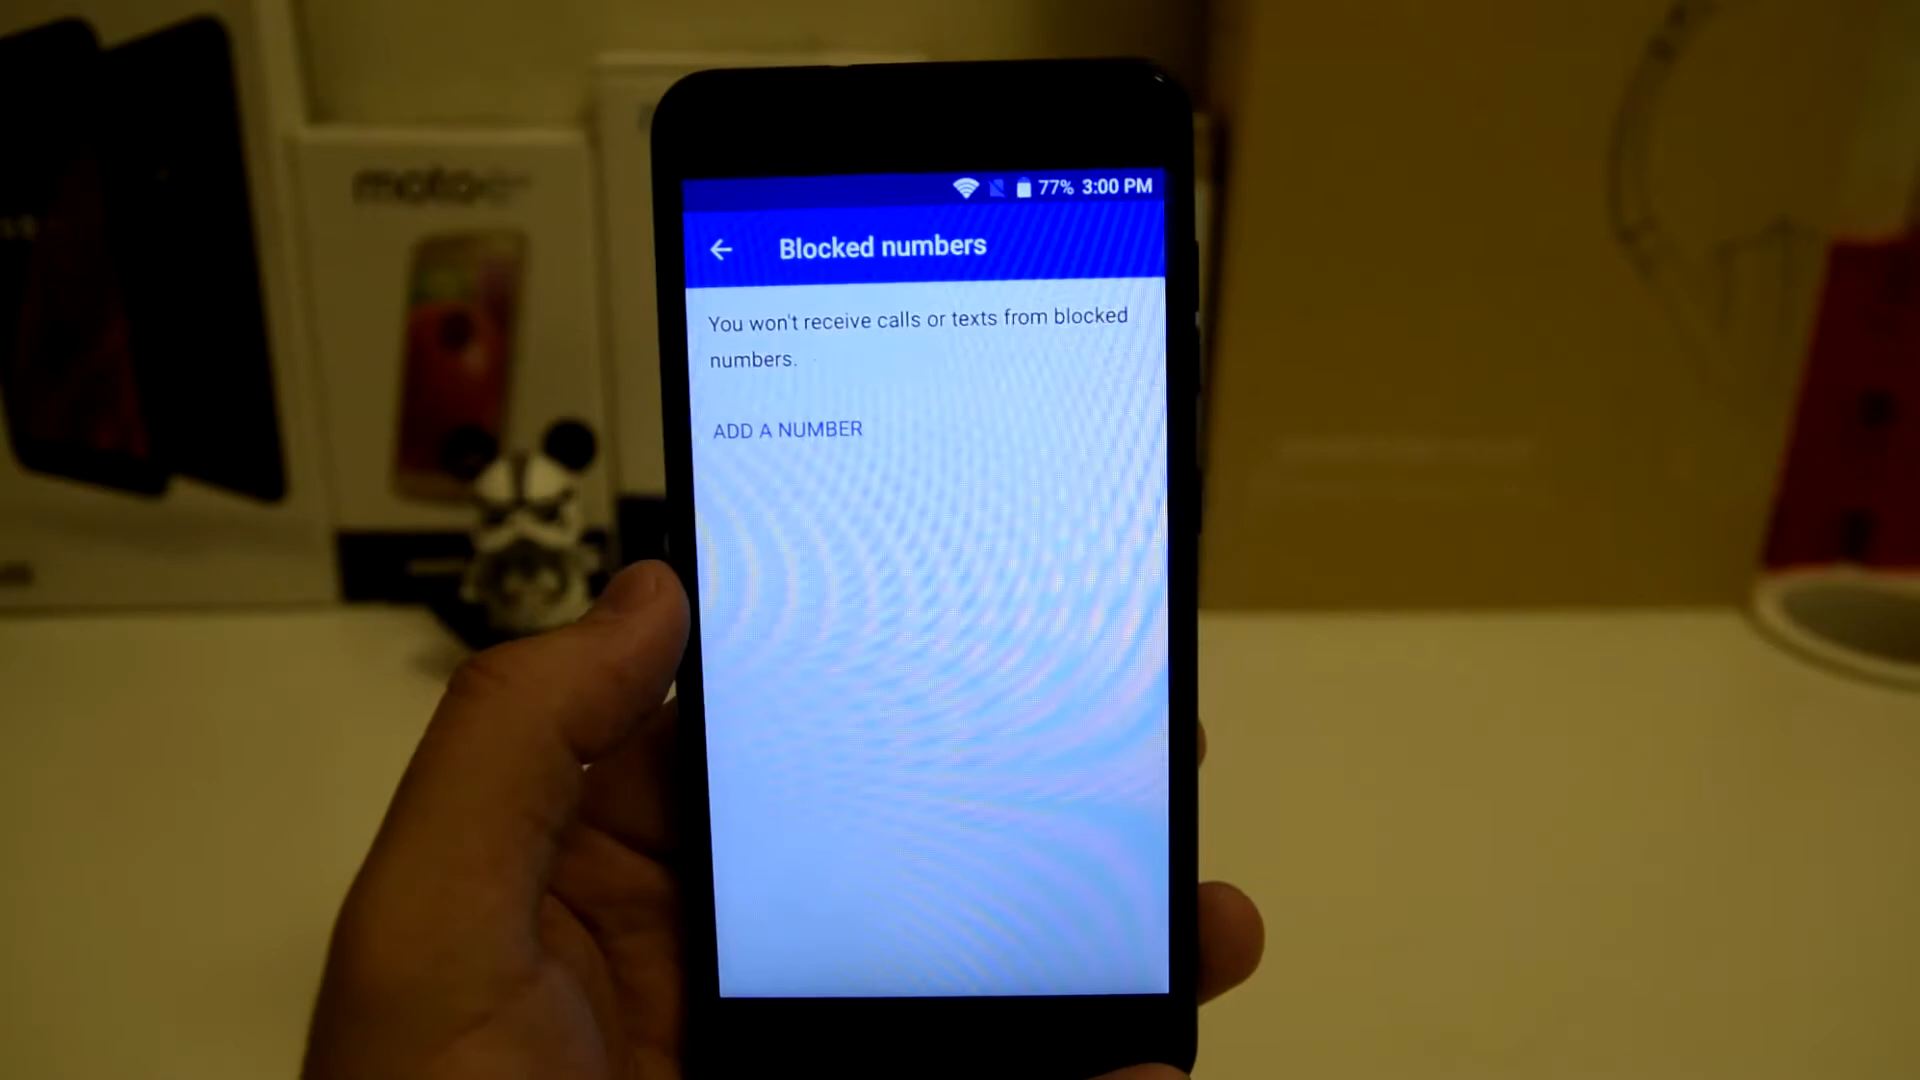 moto
77% 3:00 PM
Blocked numbers
You won't receive calls or texts from blocked
numbers.
ADD A NUMBER